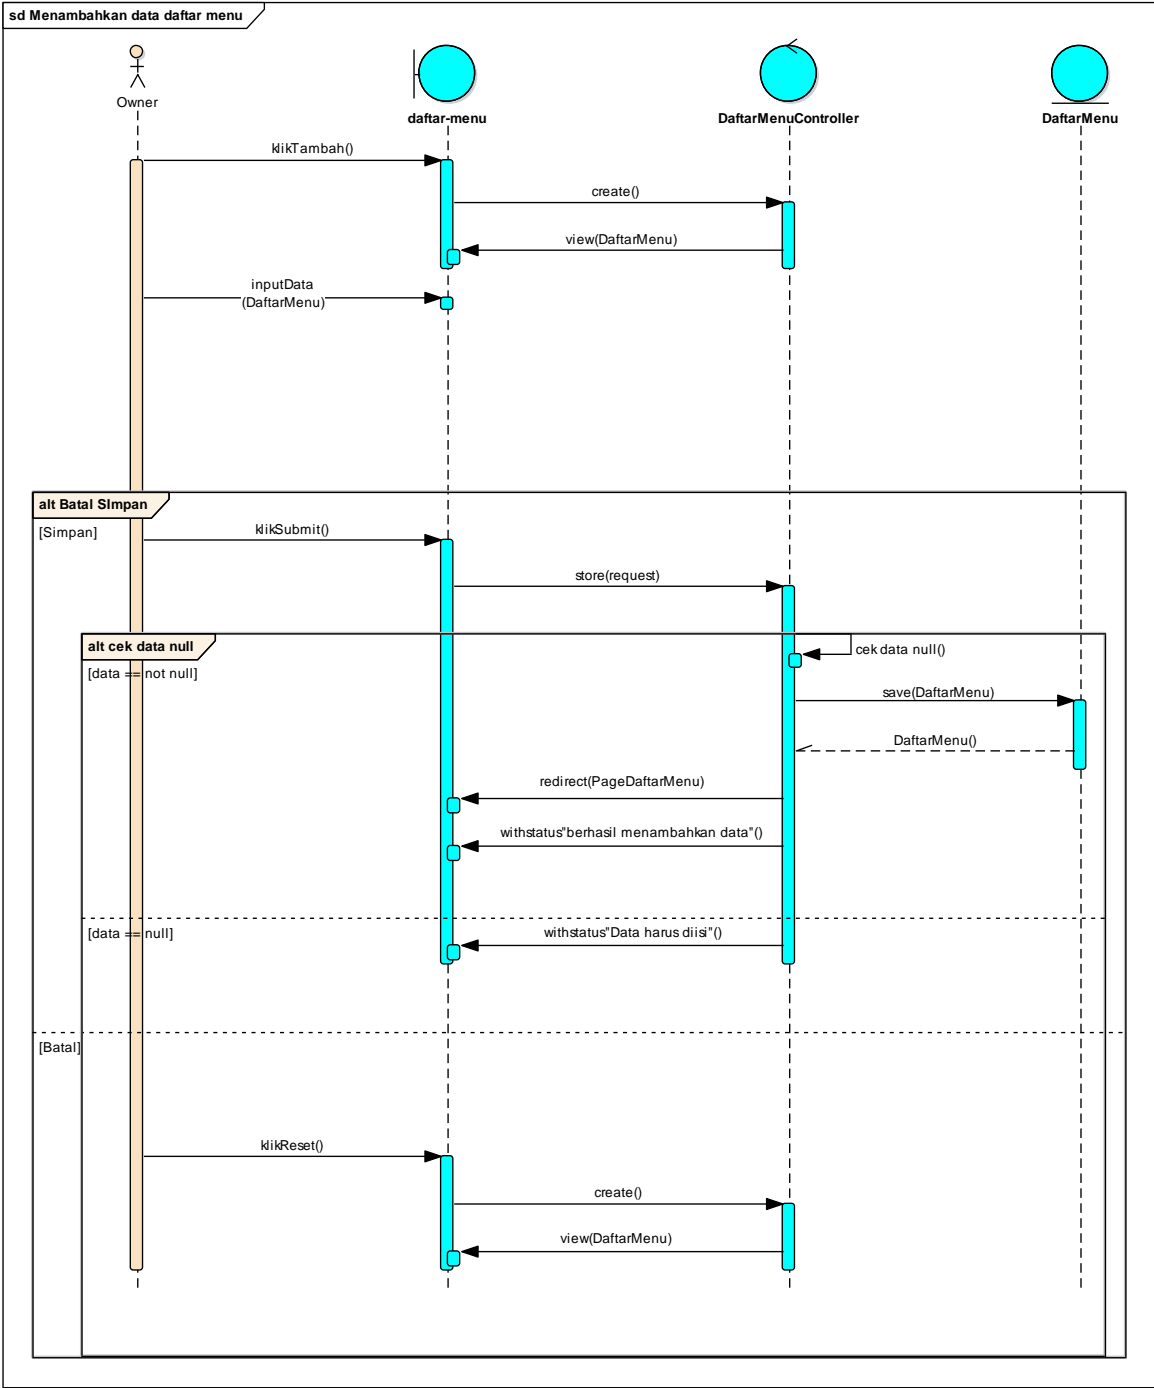 sd Menambahkan data daftar menu
Owner
daftar-menu
DaftarMenuController
DaftarMenu
klikTambah()
create()
view(DaftarMenu)
inputData
(DaftarMenu)
alt Batal SImpan
[Simpan]
klikSubmit()
store(request)
alt cek data null
cek data null()
[data == not null]
save(DaftarMenu)
DaftarMenu()
redirect(PageDaftarMenu)
withstatus"berhasil menambahkan data"()
[data == null]
withstatus"Data harus diisi"()
[Batal]
klikReset()
create()
view(DaftarMenu)